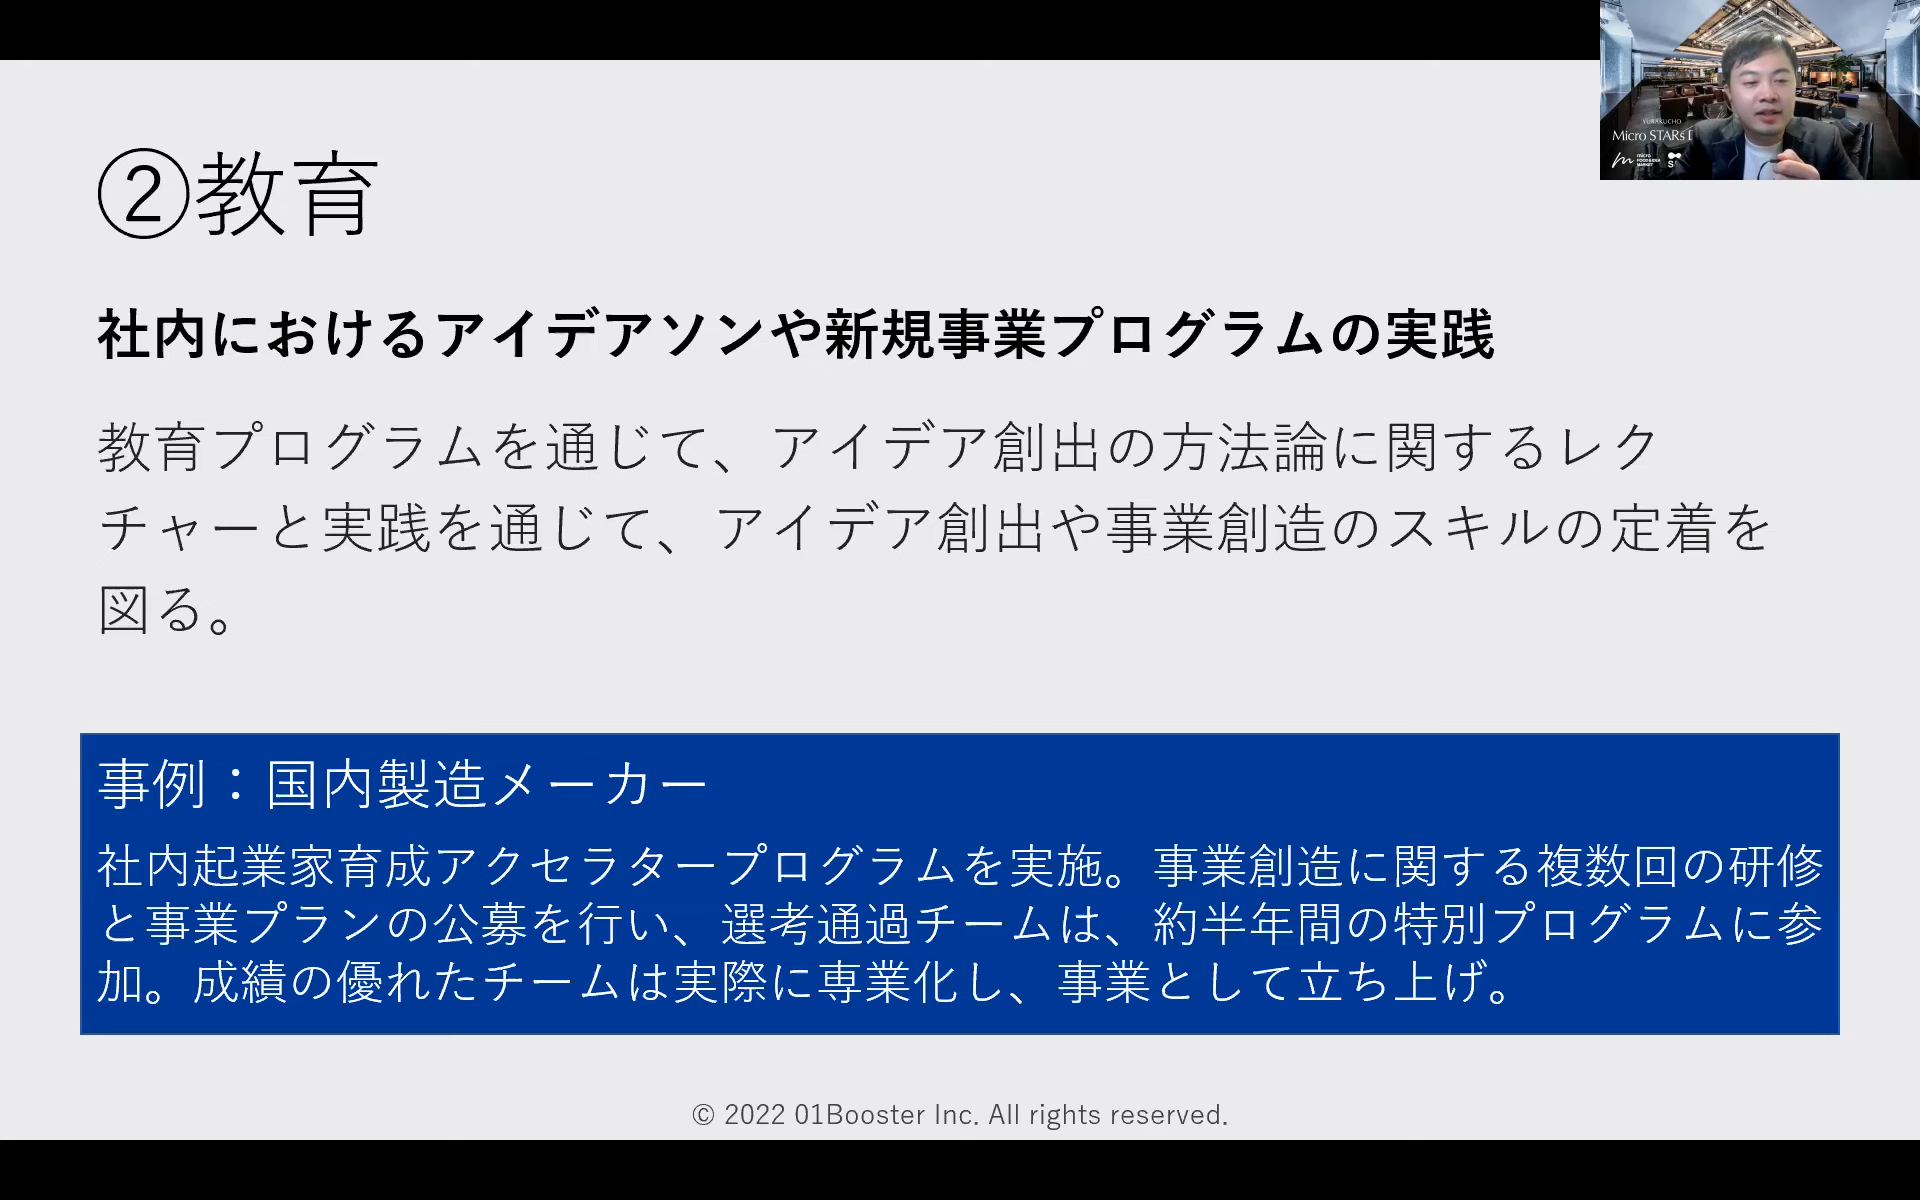 ②教育
社内におけるアイデアソンや新規事業プログラムの実践
教育プログラムを通じて、アイデア創出の方法論に関するレク
チャーと実践を通じて、アイデア創出や事業創造のスキルの定着を
図る。
事例：国内製造メーカー
社内起業家育成アクセラタープログラムを実施。事業創造に関する複数回の研修
と事業プランの公募を行い、選考通過チームは、約半年間の特別プログラムに参
加。成績の優れたチームは実際に専業化し、事業として立ち上げ。
© 2022 01Booster Inc. All rights reserved.
YURAKUCHO
Micro STARs
micro
FOOD&IDEA
MARKET